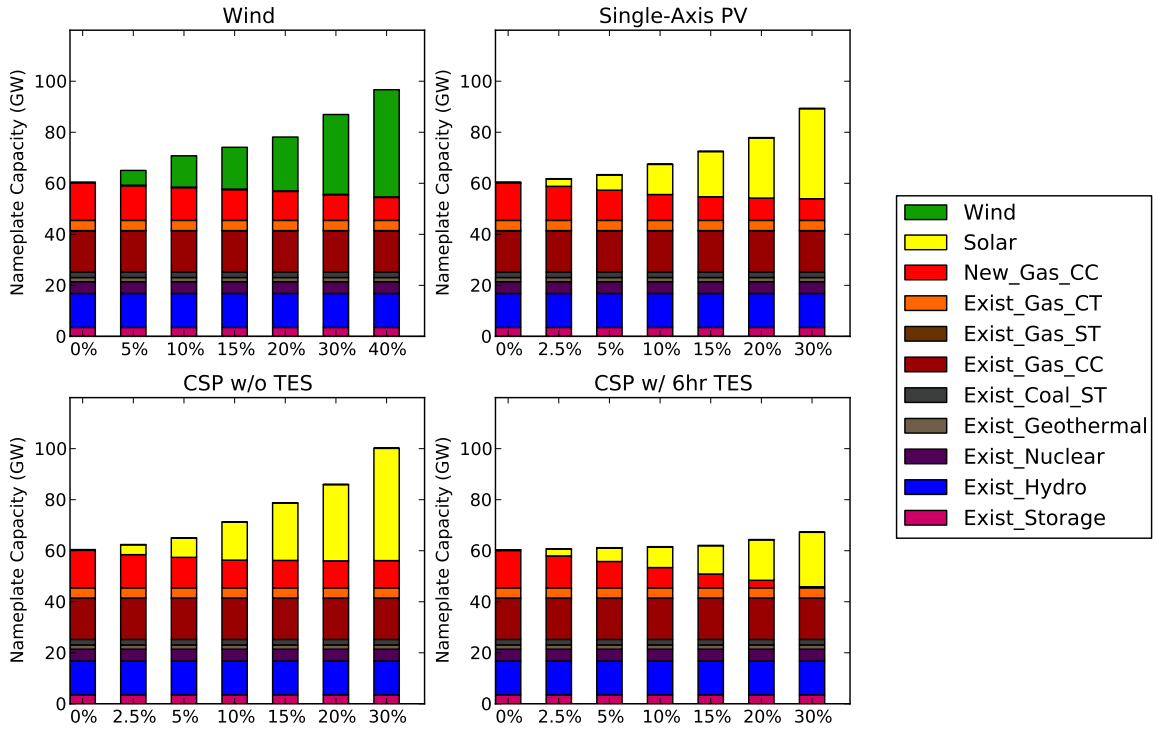 Wind
Nameplate Capacity (GW)
100
80
60
40
20
0
0% 5% 10% 15% 20% 30% 40%
Single-Axis PV
Nameplate Capacity (GW)
100
80
60
40
20
0
0% 2.5% 5% 10% 15% 20% 30%
CSP w/o TES
Nameplate Capacity (GW)
100
80
60
40
20
0
0% 2.5% 5% 10% 15% 20% 30%
CSP w/ 6hr TES
Nameplate Capacity (GW)
100
80
60
40
20
0
0% 2.5% 5% 10% 15% 20% 30%
Wind
Solar
New_Gas_CC
Exist_Gas_CT
Exist_Gas_ST
Exist_Gas_CC
Exist_Coal_ST
Exist_Geothermal
Exist_Nuclear
Exist_Hydro
Exist_Storage